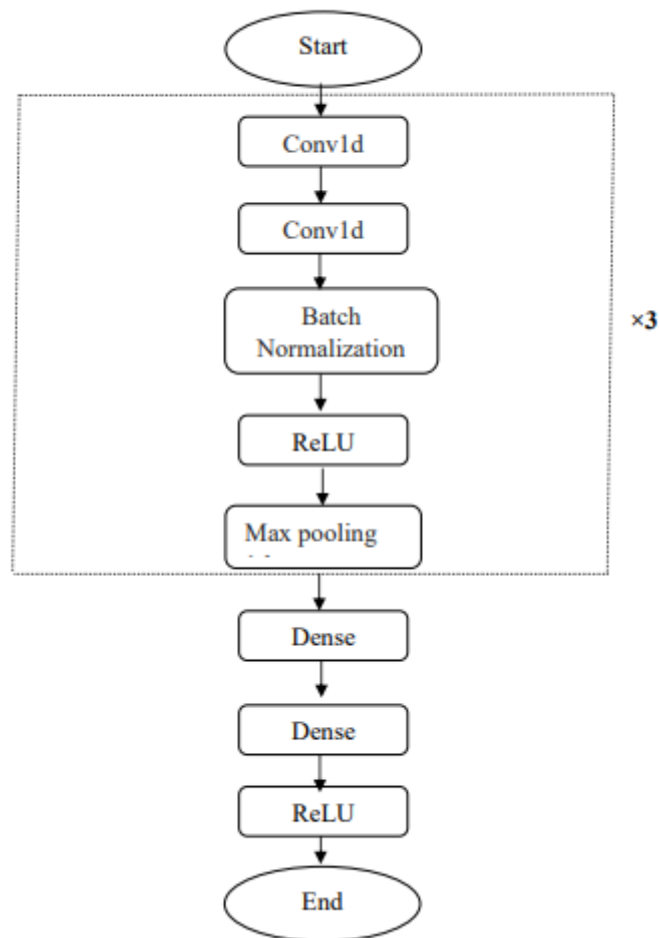 Start
Conv1d
Conv1d
Batch
Normalization
×3
ReLU
Max pooling
Dense
Dense
ReLU
End